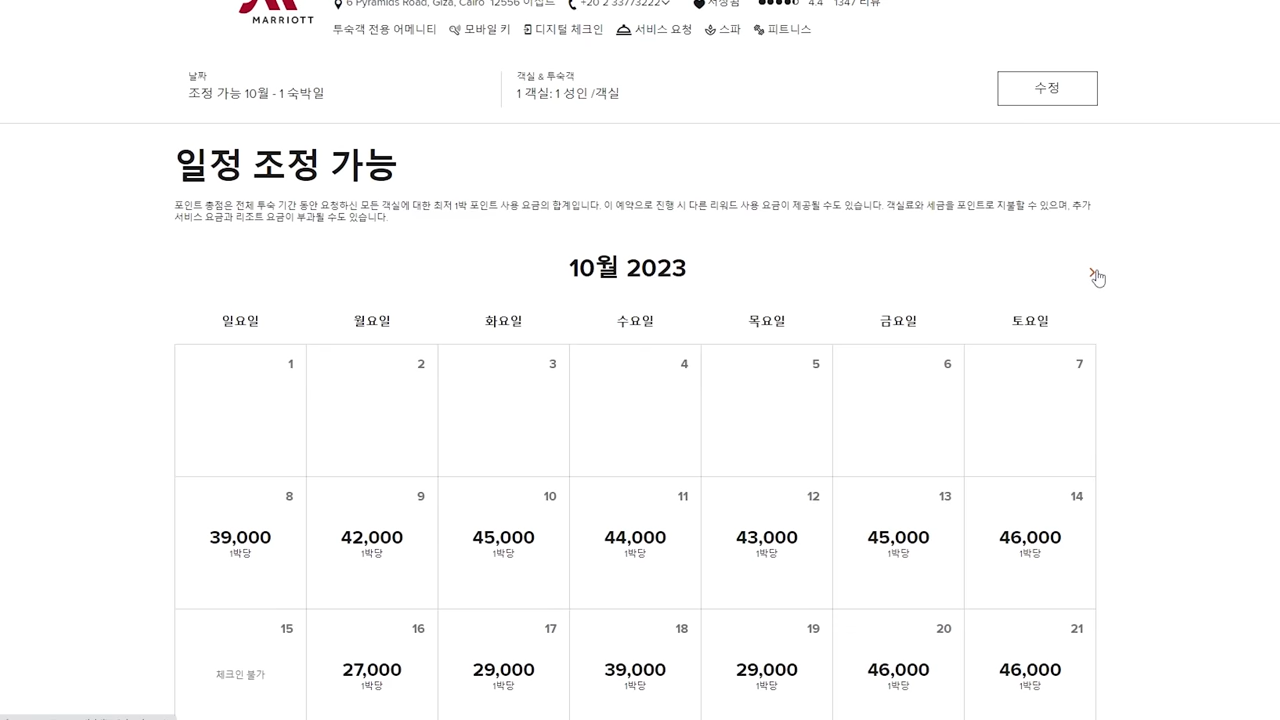 6 Pyramids Road, Giza, Cairo 12556 이집트 +20 2 33773222 저장됨 4.4 1347 리뷰
MARRIOTT
투숙객 전용 어메니티 모바일 키 디지털 체크인 서비스 요청 스파 피트니스
날짜
조정 가능 10월 - 1 숙박일
객실 & 투숙객
1 객실: 1 성인 /객실
수정
일정 조정 가능
포인트 총점은 전체 투숙 기간 동안 요청하신 모든 객실에 대한 최저 1박 포인트 사용 요금의 합계입니다. 이 예약으로 진행 시 다른 리워드 사용 요금이 제공될 수도 있습니다. 객실료와 세금을 포인트로 지불할 수 있으며, 추가
서비스 요금과 리조트 요금이 부과될 수도 있습니다.
10월 2023
일요일 월요일 화요일 수요일 목요일 금요일 토요일
1 2 3 4 5 6 7
8 9 10 11 12 13 14
39,000 42,000 45,000 44,000 43,000 45,000 46,000
1박당 1박당 1박당 1박당 1박당 1박당 1박당
15 16 17 18 19 20 21
체크인 불가 27,000 29,000 39,000 29,000 46,000 46,000
1박당 1박당 1박당 1박당 1박당 1박당